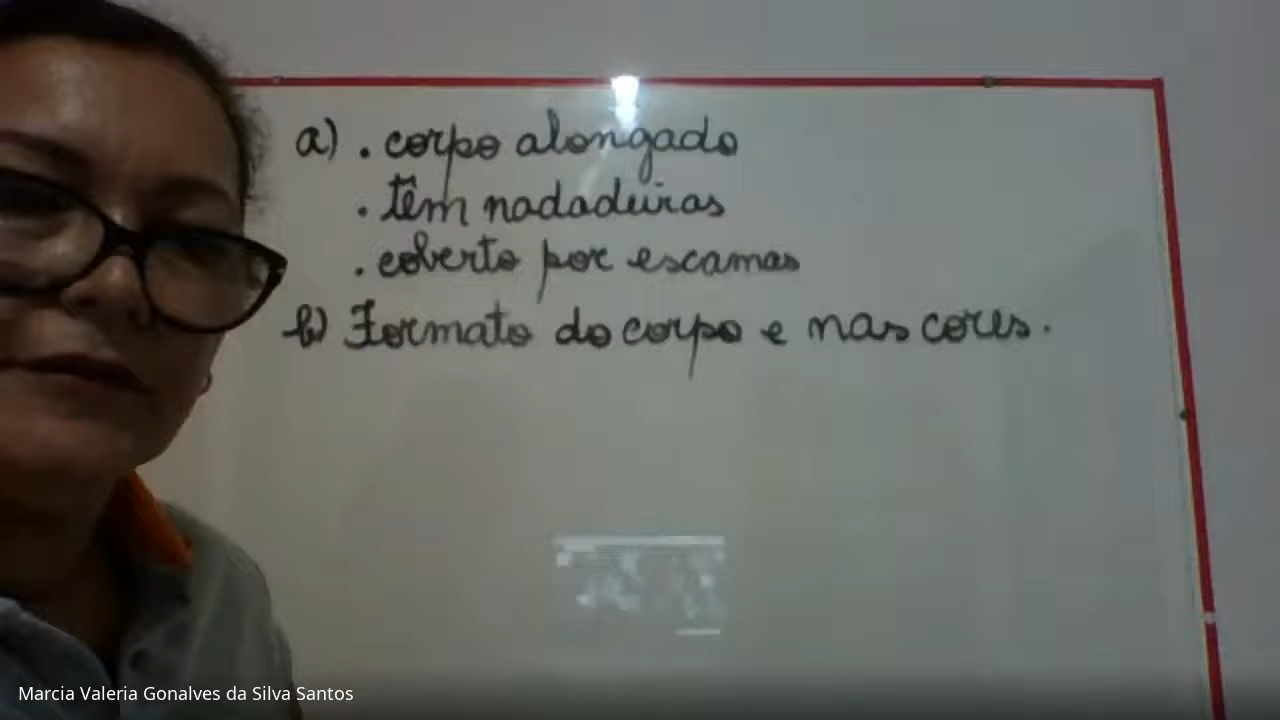 a) . corpo alongado
. têm nadadeiras
. coberto por escamas
b) Formato do corpo e nas cores.
Marcia Valeria Gonalves da Silva Santos